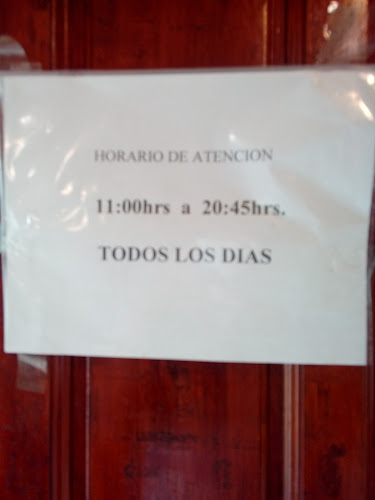 HORARIO DE ATENCION
11:00hrs a 20:45hrs.
TODOS LOS DIAS